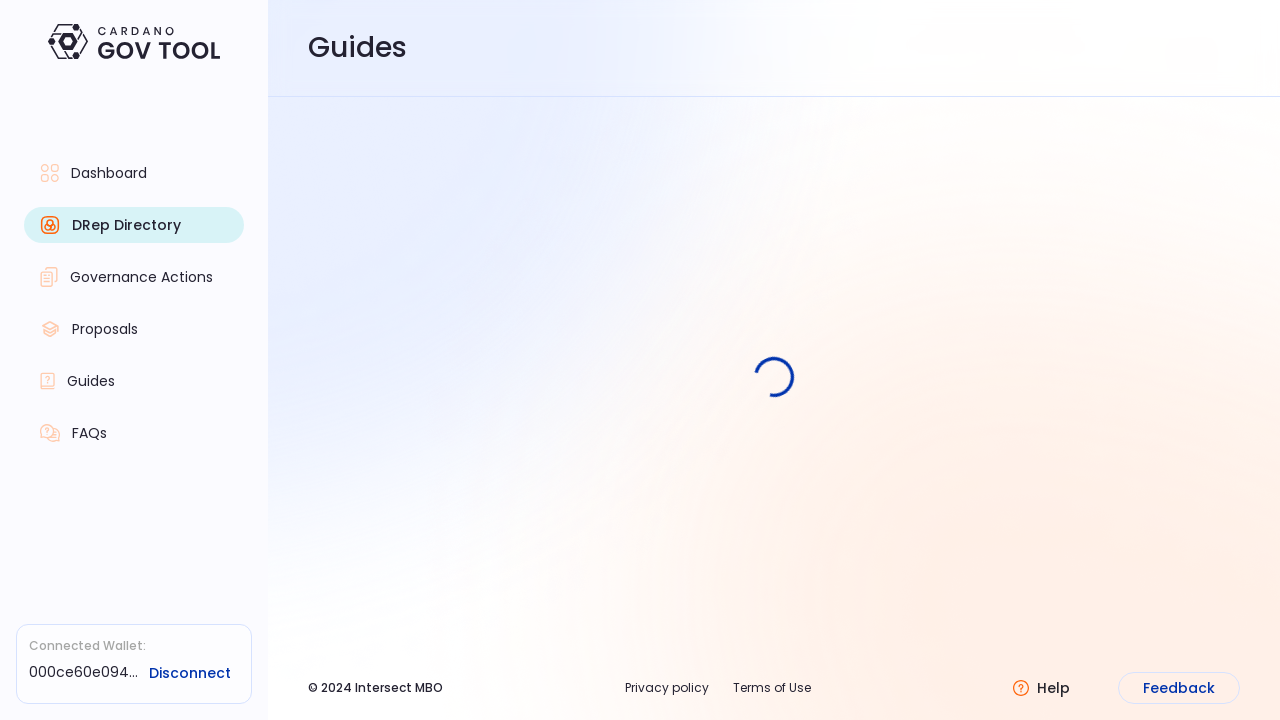 CARDANO
GOV TOOL
Guides
Dashboard
DRep Directory
Governance Actions
Proposals
Guides
FAQs
Connected Wallet:
000ce60e094...
Disconnect
© 2024 Intersect MBO
Privacy policy
Terms of Use
Help
Feedback